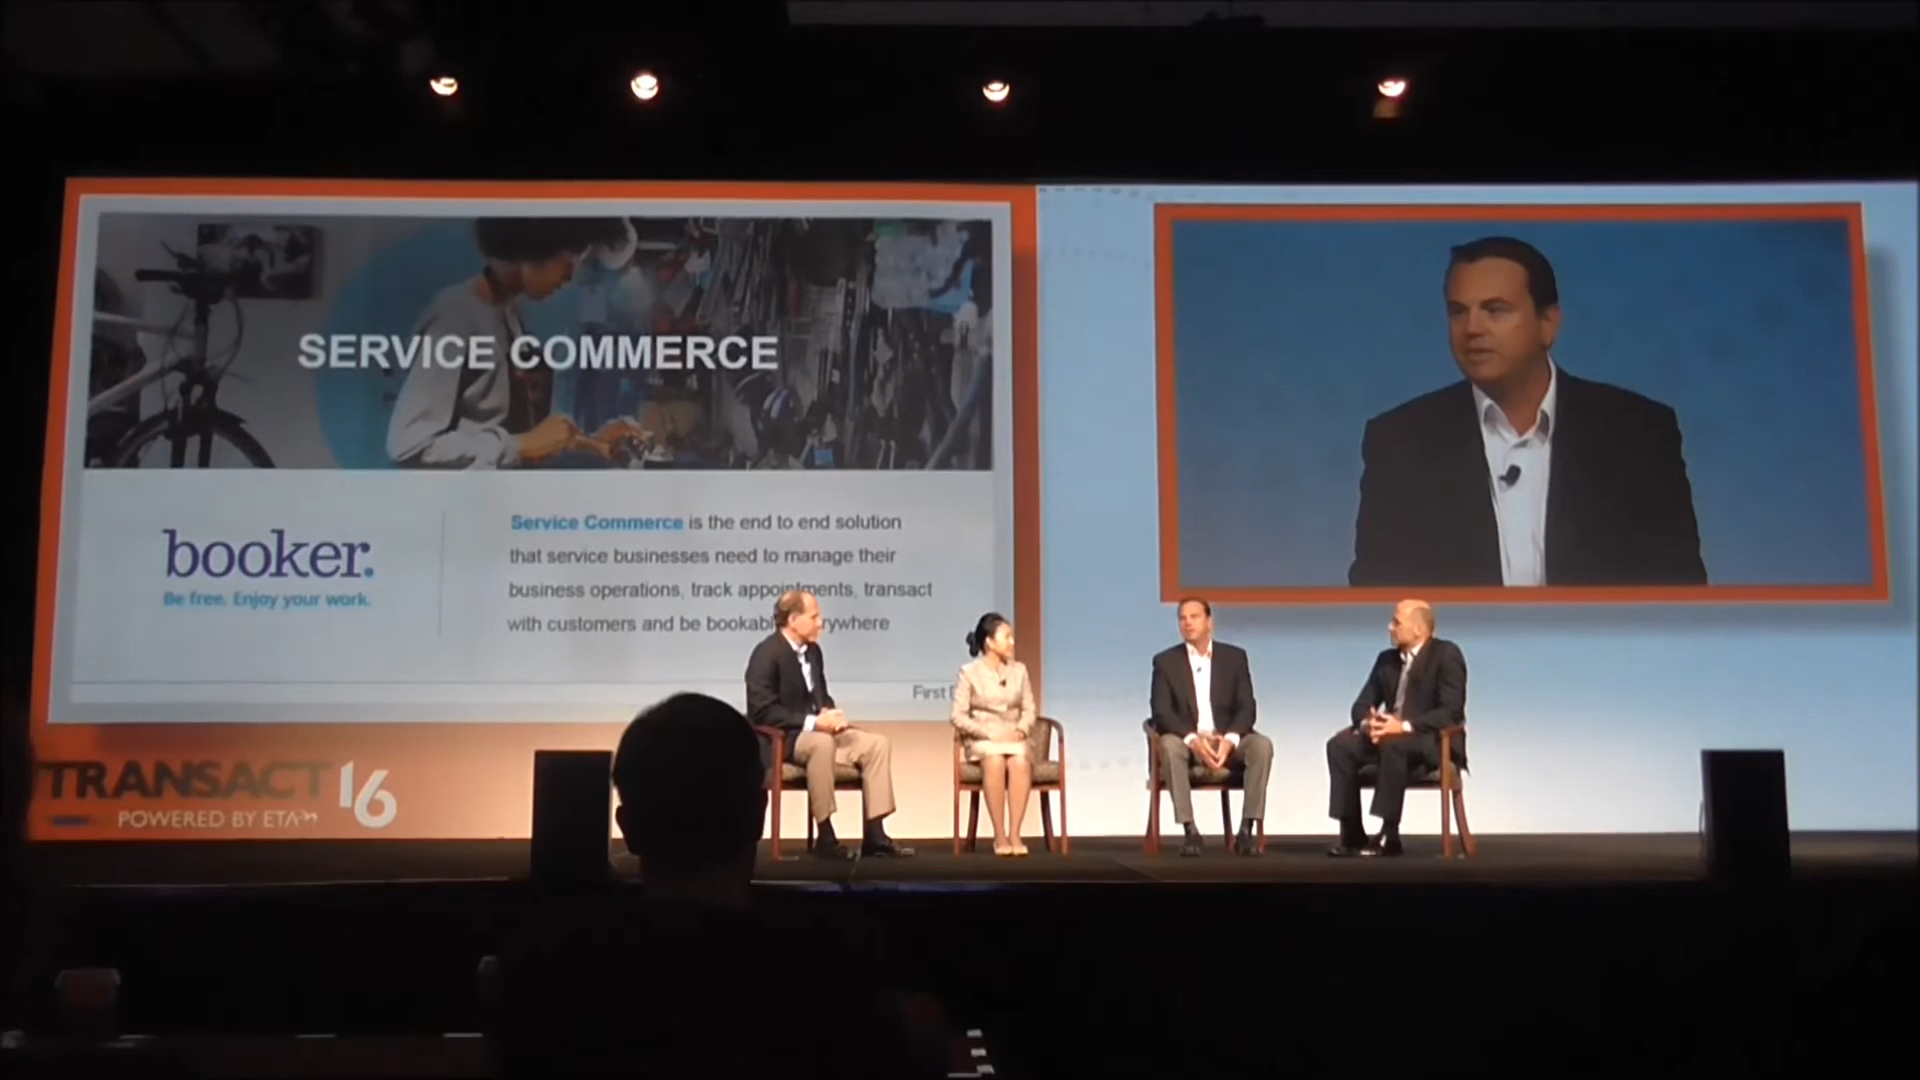 SERVICE COMMERCE
booker.
Be free. Enjoy your work.
Service Commerce is the end to end solution
that service businesses need to manage their
business operations, track appointments, transact
with customers and be
First
TRANSACT 16
POWERED BY ETA